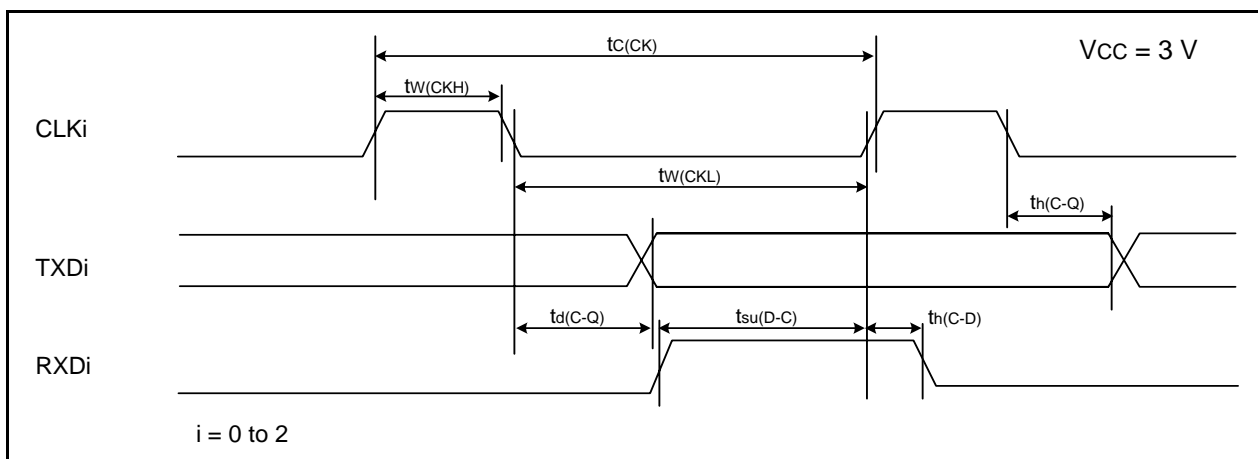 tC(CK)
VCC = 3 V
tW(CKH)
CLKi
tW(CKL)
th(C-Q)
TXDi
td(C-Q)
tsu(D-C)
th(C-D)
RXDi
i = 0 to 2